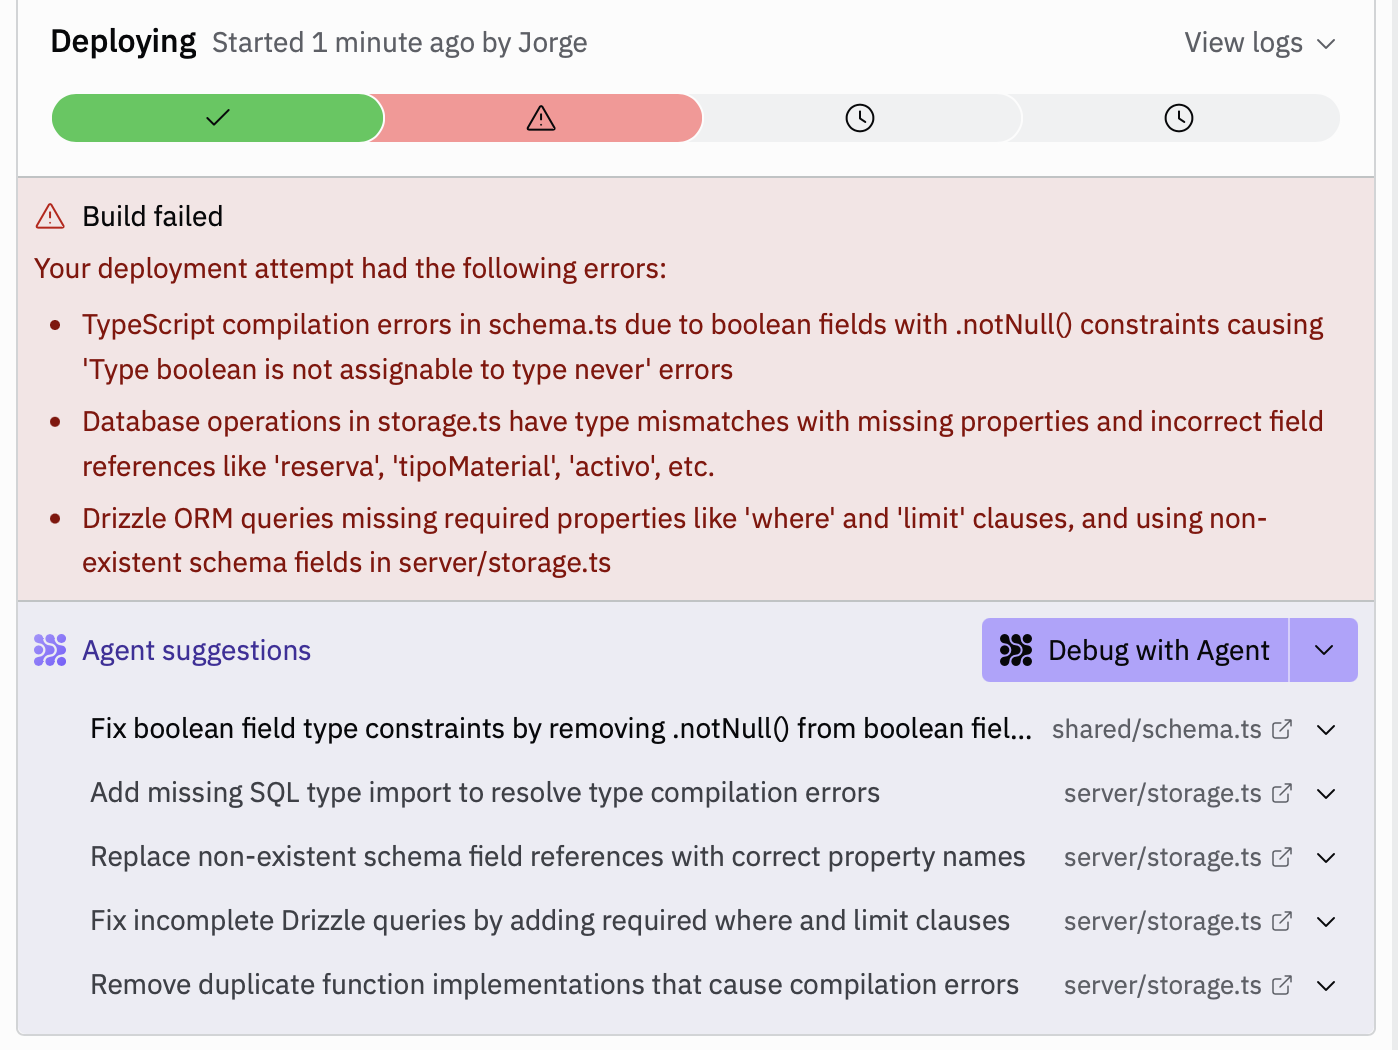 Deploying Started 1 minute ago by Jorge View logs
Build failed
Your deployment attempt had the following errors:
• TypeScript compilation errors in schema.ts due to boolean fields with .notNull() constraints causing
'Type boolean is not assignable to type never' errors
• Database operations in storage.ts have type mismatches with missing properties and incorrect field
references like 'reserva', 'tipoMaterial', 'activo', etc.
• Drizzle ORM queries missing required properties like 'where' and 'limit' clauses, and using non-
existent schema fields in server/storage.ts
Agent suggestions Debug with Agent
Fix boolean field type constraints by removing .notNull() from boolean fiel... shared/schema.ts
Add missing SQL type import to resolve type compilation errors server/storage.ts
Replace non-existent schema field references with correct property names server/storage.ts
Fix incomplete Drizzle queries by adding required where and limit clauses server/storage.ts
Remove duplicate function implementations that cause compilation errors server/storage.ts